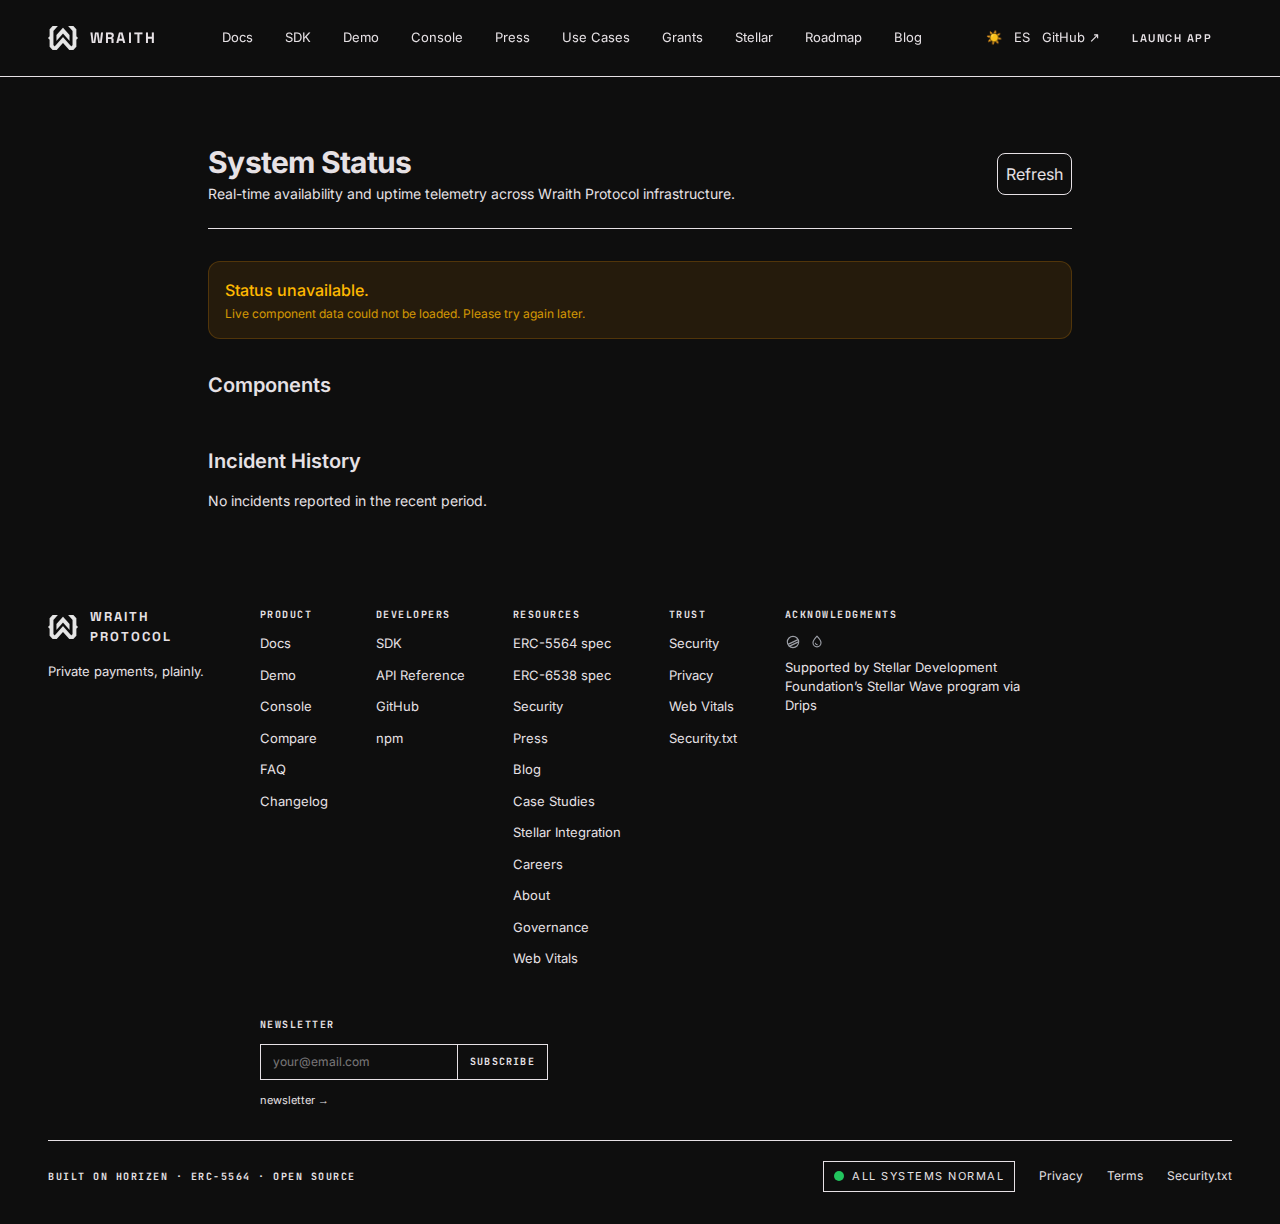 WRAITH
Docs SDK Demo Console Press Use Cases Grants Stellar Roadmap Blog
ES GitHub ↗ LAUNCH APP
System Status
Real-time availability and uptime telemetry across Wraith Protocol infrastructure.
Refresh
Status unavailable.
Live component data could not be loaded. Please try again later.
Components
Incident History
No incidents reported in the recent period.
WRAITH
PROTOCOL
Private payments, plainly.
PRODUCT
Docs
Demo
Console
Compare
FAQ
Changelog
DEVELOPERS
SDK
API Reference
GitHub
npm
RESOURCES
ERC-5564 spec
ERC-6538 spec
Security
Press
Blog
Case Studies
Stellar Integration
Careers
About
Governance
Web Vitals
TRUST
Security
Privacy
Web Vitals
Security.txt
ACKNOWLEDGMENTS
Supported by Stellar Development
Foundation’s Stellar Wave program via
Drips
NEWSLETTER
your@email.com
SUBSCRIBE
newsletter →
BUILT ON HORIZEN · ERC-5564 · OPEN SOURCE
ALL SYSTEMS NORMAL
Privacy Terms Security.txt